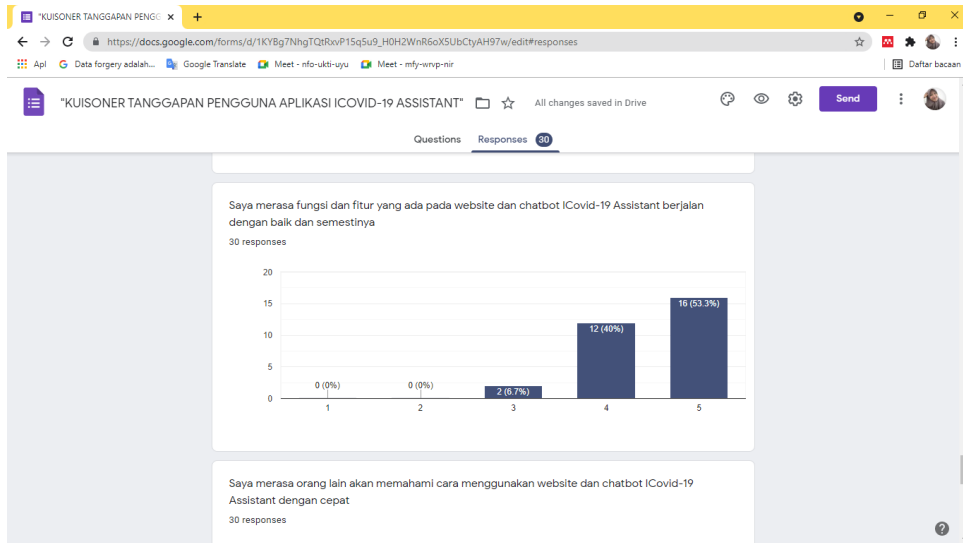 "KUISONER TANGGAPAN PENGG
https://docs.google.com/forms/d/1KYBg7NhgTQtRxvP15q5u9_H0H2WnR6oX5UbCtyAH97w/edit#responses
Apl Data forgery adalah... Google Translate Meet - nfo-ukti-uyu Meet - mfy-wrvp-nir Daftar bacaan
"KUISONER TANGGAPAN PENGGUNA APLIKASI ICOVID-19 ASSISTANT" All changes saved in Drive Send
Questions Responses 30
Saya merasa fungsi dan fitur yang ada pada website dan chatbot ICovid-19 Assistant berjalan
dengan baik dan semestinya
30 responses
20
15
10
5
0
0 (0%) 0 (0%) 2 (6.7%) 12 (40%) 16 (53.3%)
1 2 3 4 5
Saya merasa orang lain akan memahami cara menggunakan website dan chatbot ICovid-19
Assistant dengan cepat
30 responses